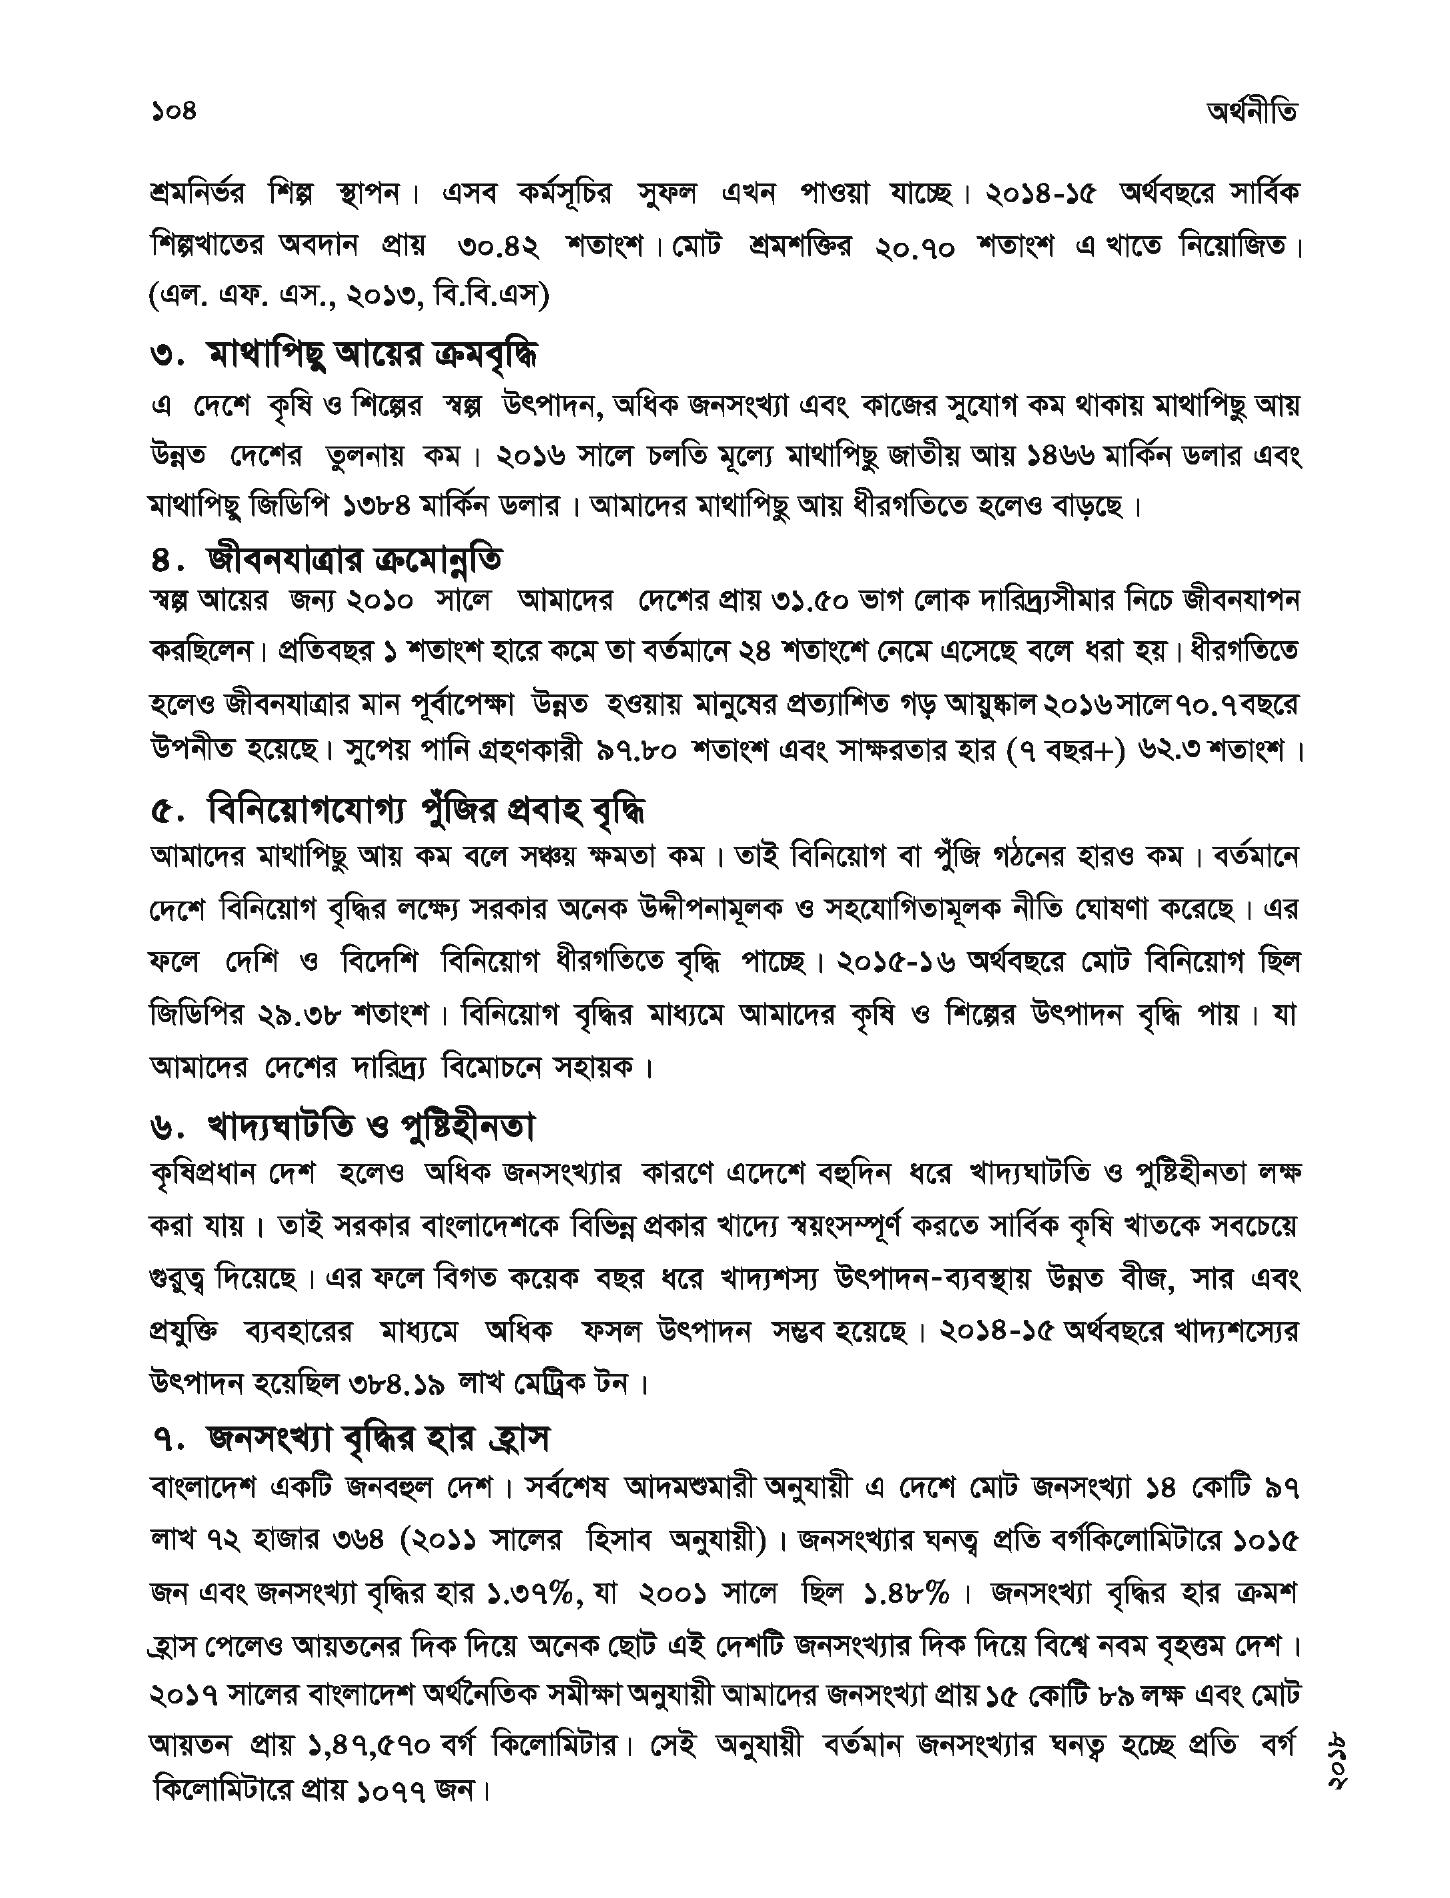 ১০৪
অর্থনীতি
শ্রমনির্ভর শিল্প স্থাপন। এসব কর্মসূচির সুফল এখন পাওয়া যাচ্ছে। ২০১৪-১৫ অর্থবছরে সার্বিক
শিল্পখাতের অবদান প্রায় ৩০.৪২ শতাংশ। মোট শ্রমশক্তির ২০.৭০ শতাংশ এ খাতে নিয়োজিত।
(এল. এফ. এস., ২০১৩, বি.বি.এস)
৩. মাথাপিছু আয়ের ক্রমবৃদ্ধি
এ দেশে কৃষি ও শিল্পের স্বল্প উৎপাদন, অধিক জনসংখ্যা এবং কাজের সুযোগ কম থাকায় মাথাপিছু আয়
উন্নত দেশের তুলনায় কম। ২০১৬ সালে চলতি মূল্যে মাথাপিছু জাতীয় আয় ১৪৬৬ মার্কিন ডলার এবং
মাথাপিছু জিডিপি ১৩৮৪ মার্কিন ডলার। আমাদের মাথাপিছু আয় ধীরগতিতে হলেও বাড়ছে।
৪. জীবনযাত্রার ক্রমোন্নতি
স্বল্প আয়ের জন্য ২০১০ সালে আমাদের দেশের প্রায় ৩১.৫০ ভাগ লোক দারিদ্র্যসীমার নিচে জীবনযাপন
করছিলেন। প্রতিবছর ১ শতাংশ হারে কমে তা বর্তমানে ২৪ শতাংশে নেমে এসেছে বলে ধরা হয়। ধীরগতিতে
হলেও জীবনযাত্রার মান পূর্বাপেক্ষা উন্নত হওয়ায় মানুষের প্রত্যাশিত গড় আয়ুষ্কাল ২০১৬ সালে ৭০.৭ বছরে
উপনীত হয়েছে। সুপেয় পানি গ্রহণকারী ৯৭.৮০ শতাংশ এবং সাক্ষরতার হার (৭ বছর+) ৬২.৩ শতাংশ।
৫. বিনিয়োগযোগ্য পুঁজির প্রবাহ বৃদ্ধি
আমাদের মাথাপিছু আয় কম বলে সঞ্চয় ক্ষমতা কম। তাই বিনিয়োগ বা পুঁজি গঠনের হারও কম। বর্তমানে
দেশে বিনিয়োগ বৃদ্ধির লক্ষ্যে সরকার অনেক উদ্দীপনামূলক ও সহযোগিতামূলক নীতি ঘোষণা করেছে। এর
ফলে দেশি ও বিদেশি বিনিয়োগ ধীরগতিতে বৃদ্ধি পাচ্ছে। ২০১৫-১৬ অর্থবছরে মোট বিনিয়োগ ছিল
জিডিপির ২৯.৩৮ শতাংশ। বিনিয়োগ বৃদ্ধির মাধ্যমে আমাদের কৃষি ও শিল্পের উৎপাদন বৃদ্ধি পায়। যা
আমাদের দেশের দারিদ্র্য বিমোচনে সহায়ক।
৬. খাদ্যঘাটতি ও পুষ্টিহীনতা
কৃষিপ্রধান দেশ হলেও অধিক জনসংখ্যার কারণে এদেশে বহুদিন ধরে খাদ্যঘাটতি ও পুষ্টিহীনতা লক্ষ
করা যায়। তাই সরকার বাংলাদেশকে বিভিন্ন প্রকার খাদ্যে স্বয়ংসম্পূর্ণ করতে সার্বিক কৃষি খাতকে সবচেয়ে
গুরুত্ব দিয়েছে। এর ফলে বিগত কয়েক বছর ধরে খাদ্যশস্য উৎপাদন-ব্যবস্থায় উন্নত বীজ, সার এবং
প্রযুক্তি ব্যবহারের মাধ্যমে অধিক ফসল উৎপাদন সম্ভব হয়েছে। ২০১৪-১৫ অর্থবছরে খাদ্যশস্যের
উৎপাদন হয়েছিল ৩৮৪.১৯ লাখ মেট্রিক টন।
৭. জনসংখ্যা বৃদ্ধির হার হ্রাস
বাংলাদেশ একটি জনবহুল দেশ। সর্বশেষ আদমশুমারী অনুযায়ী এ দেশে মোট জনসংখ্যা ১৪ কোটি ৯৭
লাখ ৭২ হাজার ৩৬৪ (২০১১ সালের হিসাব অনুযায়ী)। জনসংখ্যার ঘনত্ব প্রতি বর্গকিলোমিটারে ১০১৫
জন এবং জনসংখ্যা বৃদ্ধির হার ১.৩৭%, যা ২০০১ সালে ছিল ১.৪৮%। জনসংখ্যা বৃদ্ধির হার ক্রমশ
হ্রাস পেলেও আয়তনের দিক দিয়ে অনেক ছোট এই দেশটি জনসংখ্যার দিক দিয়ে বিশ্বে নবম বৃহত্তম দেশ।
২০১৭ সালের বাংলাদেশ অর্থনৈতিক সমীক্ষা অনুযায়ী আমাদের জনসংখ্যা প্রায় ১৫ কোটি ৮৯ লক্ষ এবং মোট
আয়তন প্রায় ১,৪৭,৫৭০ বর্গ কিলোমিটার। সেই অনুযায়ী বর্তমান জনসংখ্যার ঘনত্ব হচ্ছে প্রতি বর্গ
কিলোমিটারে প্রায় ১০৭৭ জন।
২০১৮